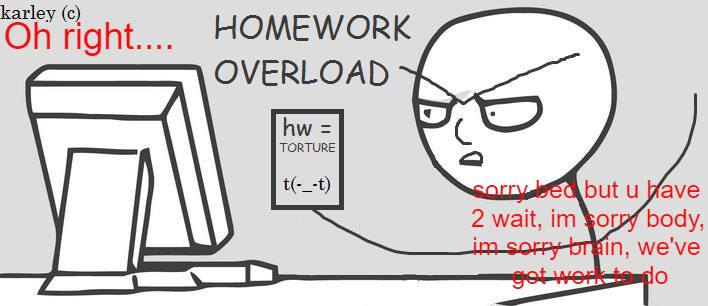 karley (c)
Oh right....
HOMEWORK
OVERLOAD
hw =
TORTURE
t(-_-t)
sorry bed but u have
2 wait, im sorry body,
im sorry brain, we've
got work to do